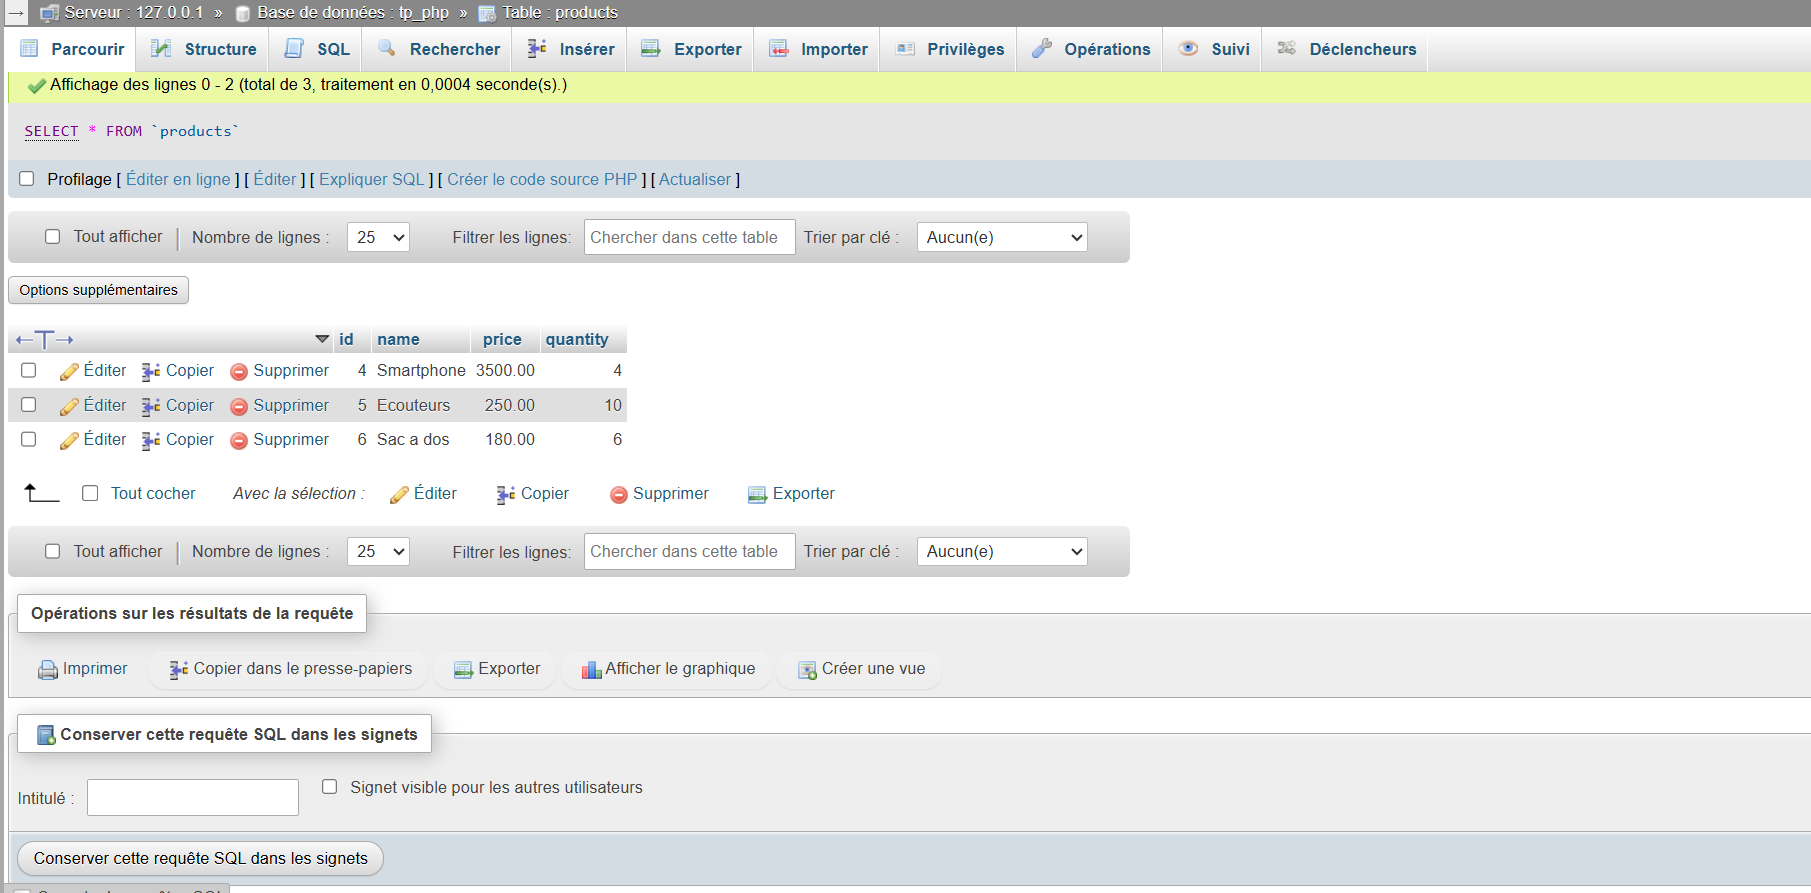 → Serveur : 127.0.0.1 » Base de données : tp_php » Table : products
Parcourir Structure SQL Rechercher Insérer Exporter Importer Privilèges Opérations Suivi Déclencheurs
Affichage des lignes 0 - 2 (total de 3, traitement en 0,0004 seconde(s).)
SELECT * FROM `products`
Profilage [ Éditer en ligne ] [ Éditer ] [ Expliquer SQL ] [ Créer le code source PHP ] [ Actualiser ]
Tout afficher | Nombre de lignes : 25 Filtrer les lignes: Chercher dans cette table Trier par clé : Aucun(e)
Options supplémentaires
←T→ id name price quantity
Éditer Copier Supprimer 4 Smartphone 3500.00 4
Éditer Copier Supprimer 5 Ecouteurs 250.00 10
Éditer Copier Supprimer 6 Sac a dos 180.00 6
Tout cocher Avec la sélection : Éditer Copier Supprimer Exporter
Tout afficher | Nombre de lignes : 25 Filtrer les lignes: Chercher dans cette table Trier par clé : Aucun(e)
Opérations sur les résultats de la requête
Imprimer Copier dans le presse-papiers Exporter Afficher le graphique Créer une vue
Conserver cette requête SQL dans les signets
Intitulé : Signet visible pour les autres utilisateurs
Conserver cette requête SQL dans les signets